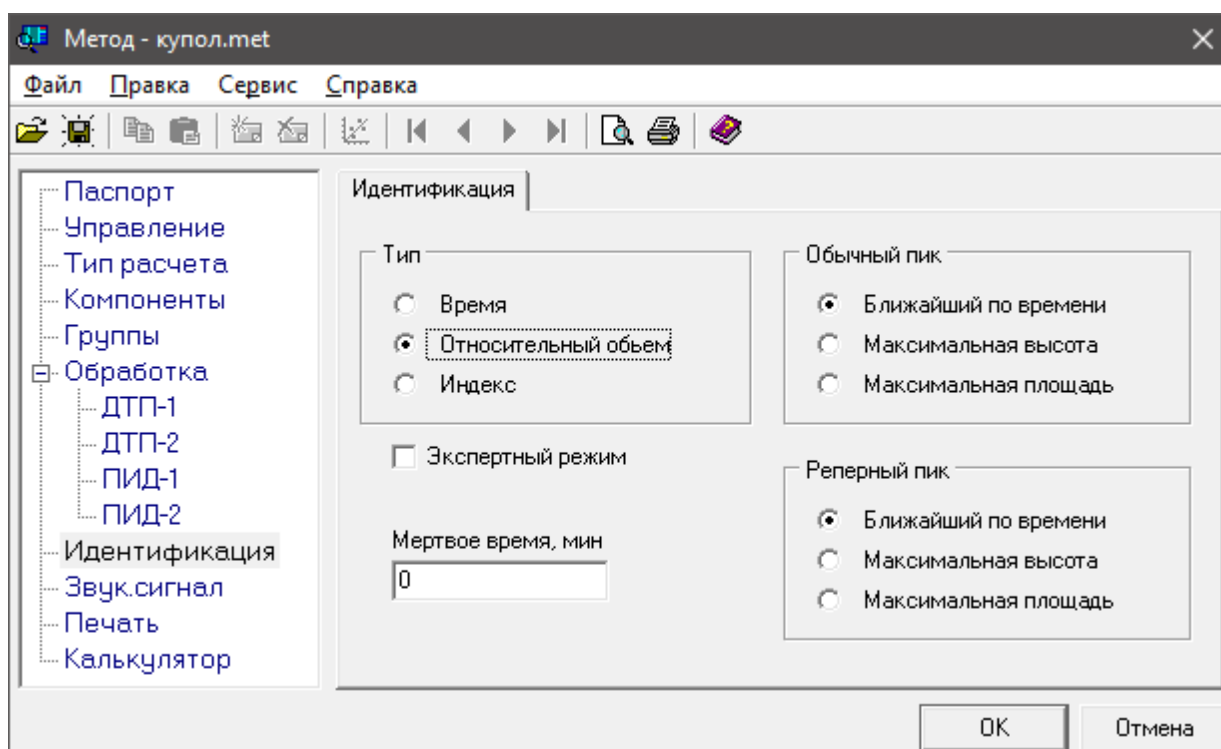 Метод - купол.met
Файл Правка Сервис Справка
Паспорт
Управление
Тип расчета
Компоненты
Группы
Обработка
ДТП-1
ДТП-2
ПИД-1
ПИД-2
Идентификация
Звук.сигнал
Печать
Калькулятор
Идентификация
Тип
Время
Относительный обьем
Индекс
Экспертный режим
Мертвое время, мин
0
Обычный пик
Ближайший по времени
Максимальная высота
Максимальная площадь
Реперный пик
Ближайший по времени
Максимальная высота
Максимальная площадь
OK Отмена